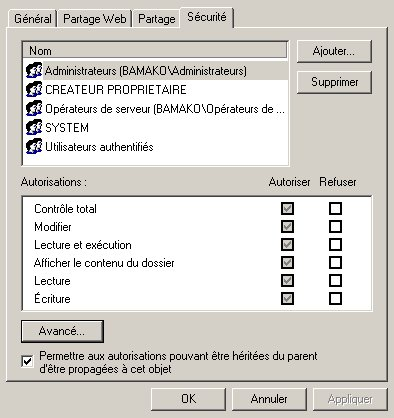 Général Partage Web Partage Sécurité
Nom
Ajouter...
Administrateurs (BAMAKO\Administrateurs)
Supprimer
CREATEUR PROPRIETAIRE
Opérateurs de serveur (BAMAKO\Opérateurs de ...
SYSTEM
Utilisateurs authentifiés
Autorisations : Autoriser Refuser
Contrôle total
Modifier
Lecture et exécution
Afficher le contenu du dossier
Lecture
Écriture
Avancé...
Permettre aux autorisations pouvant être héritées du parent
d'être propagées à cet objet
OK Annuler Appliquer